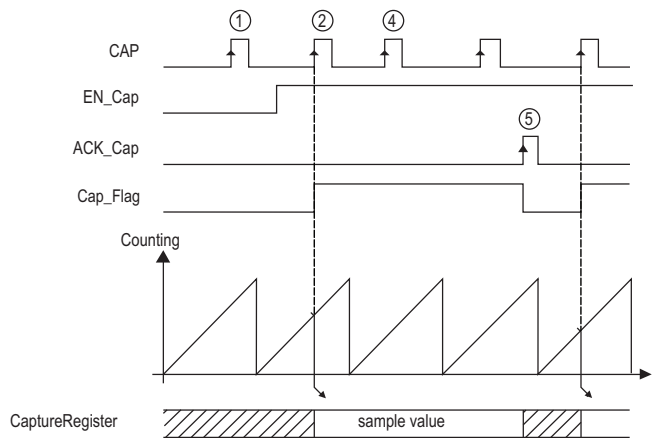 ① ② ④
CAP
EN_Cap
⑤
ACK_Cap
Cap_Flag
Counting
CaptureRegister
sample value